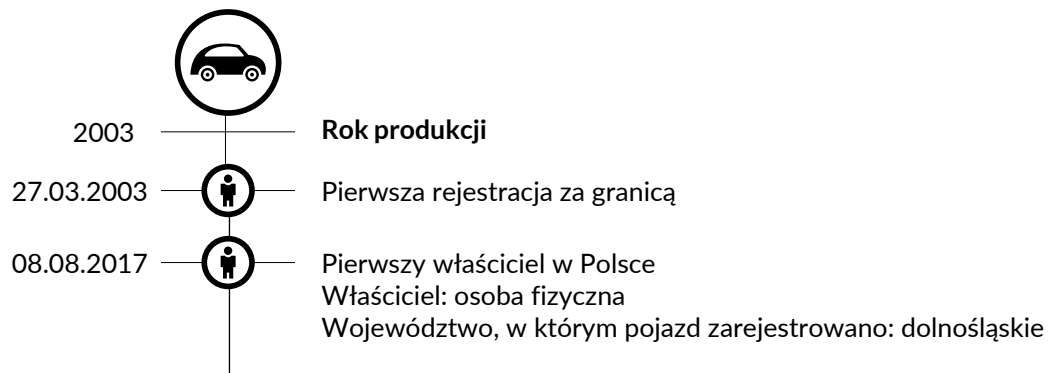 2003 Rok produkcji
27.03.2003 Pierwsza rejestracja za granicą
08.08.2017 Pierwszy właściciel w Polsce
Właściciel: osoba fizyczna
Województwo, w którym pojazd zarejestrowano: dolnośląskie